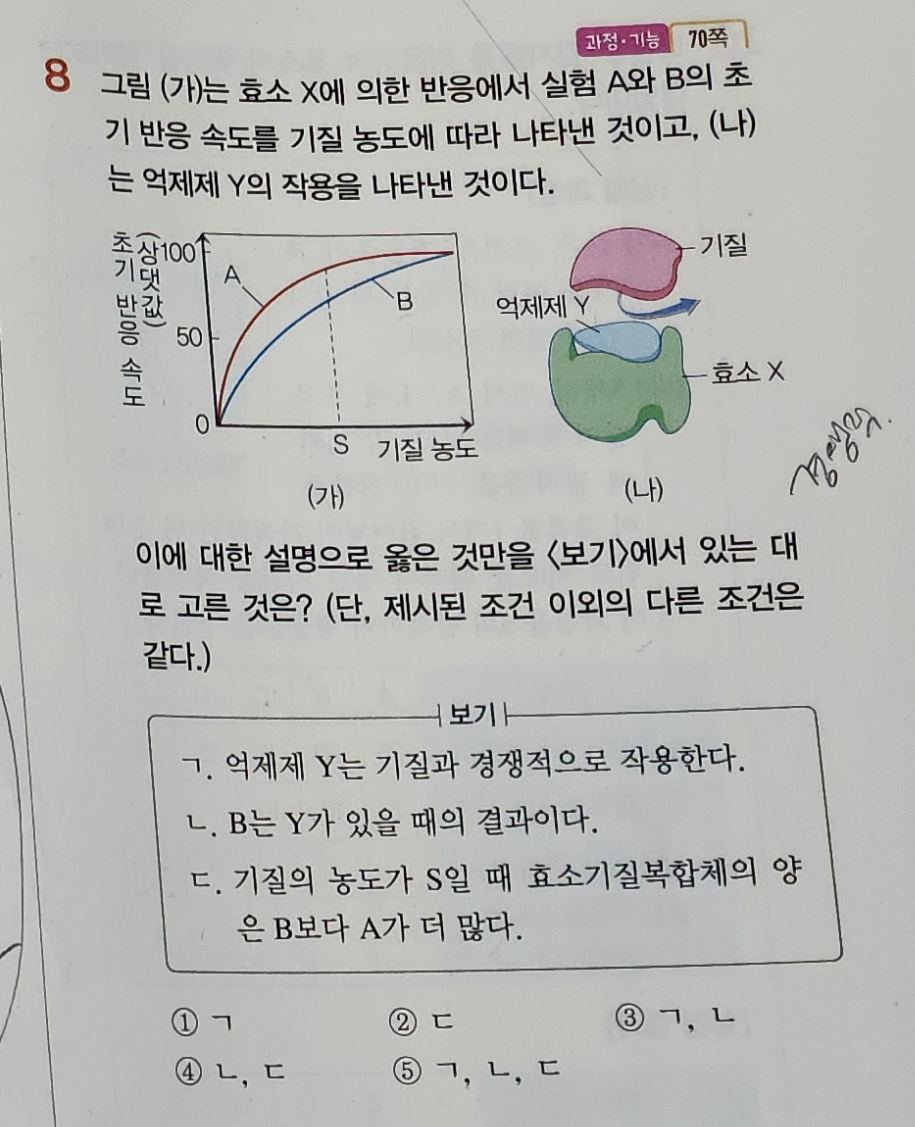 과정·기능 70쪽
8 그림 (가)는 효소 X에 의한 반응에서 실험 A와 B의 초
기 반응 속도를 기질 농도에 따라 나타낸 것이고, (나)
는 억제제 Y의 작용을 나타낸 것이다.
초기 반응 속도
(상댓값)
100
50
0
A
B
S
기질 농도
(가)
기질
억제제 Y
효소 X
(나)
이에 대한 설명으로 옳은 것만을 〈보기〉에서 있는 대
로 고른 것은? (단, 제시된 조건 이외의 다른 조건은
같다.)
보기
ㄱ. 억제제 Y는 기질과 경쟁적으로 작용한다.
ㄴ. B는 Y가 있을 때의 결과이다.
ㄷ. 기질의 농도가 S일 때 효소기질복합체의 양
은 B보다 A가 더 많다.
① ㄱ ② ㄷ ③ ㄱ, ㄴ
④ ㄴ, ㄷ ⑤ ㄱ, ㄴ, ㄷ